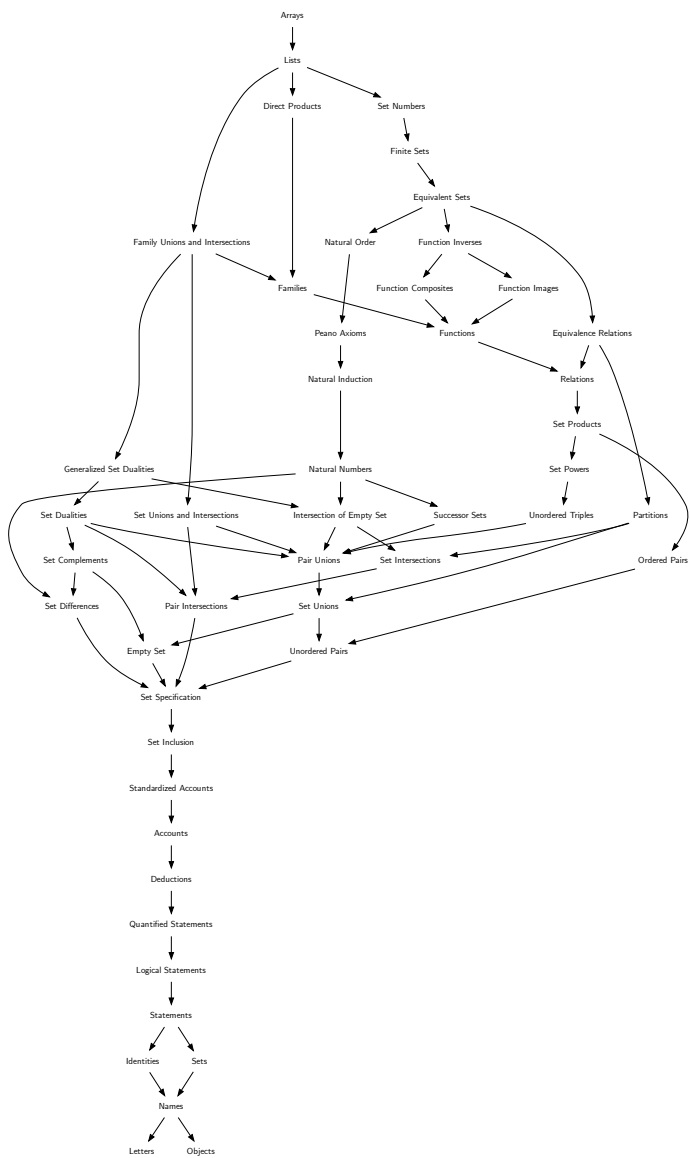 Arrays
Lists
Direct Products
Set Numbers
Finite Sets
Equivalent Sets
Family Unions and Intersections
Natural Order
Function Inverses
Families
Function Composites
Function Images
Peano Axioms
Functions
Equivalence Relations
Natural Induction
Relations
Set Products
Generalized Set Dualities
Natural Numbers
Set Powers
Set Dualities
Set Unions and Intersections
Intersection of Empty Set
Successor Sets
Unordered Triples
Partitions
Set Complements
Pair Unions
Set Intersections
Ordered Pairs
Set Differences
Pair Intersections
Set Unions
Empty Set
Unordered Pairs
Set Specification
Set Inclusion
Standardized Accounts
Accounts
Deductions
Quantified Statements
Logical Statements
Statements
Identities
Sets
Names
Letters
Objects